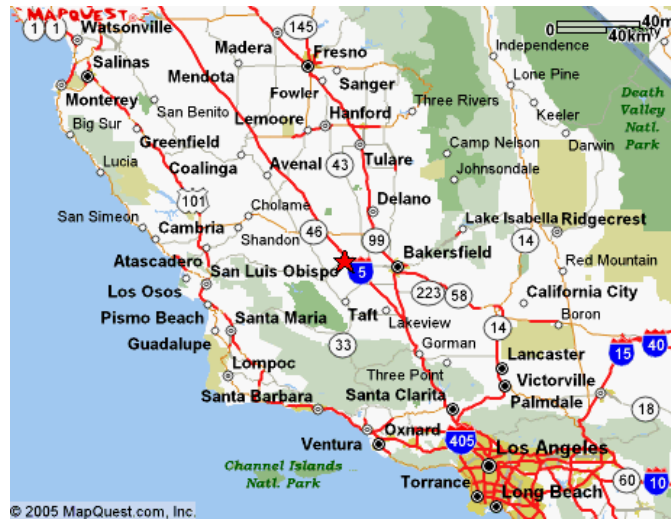 MAPQUEST
1 1 Watsonville
145
0 40m
40km
Madera
Fresno
Independence
Salinas
Mendota
Sanger
Lone Pine
Monterey
Fowler
Three Rivers
Death
Valley
Natl.
Park
San Benito
Lemoore
Hanford
Keeler
Big Sur
Greenfield
Tulare
Camp Nelson
Darwin
Lucia
Coalinga
Avenal
43
Johnsondale
101
Cholame
Delano
Lake Isabella
Ridgecrest
San Simeon
Cambria
Shandon
46
99
14
Atascadero
San Luis Obispo
5
Bakersfield
Red Mountain
Los Osos
223
58
California City
Pismo Beach
Santa Maria
Taft
Lakeview
14
Boron
Guadalupe
33
Gorman
Lancaster
15
40
Lompoc
Three Point
Victorville
Santa Barbara
Santa Clarita
Palmdale
18
Ventura
Oxnard
405
Los Angeles
Channel Islands
Natl. Park
Torrance
60
10
Long Beach
© 2005 MapQuest.com, Inc.